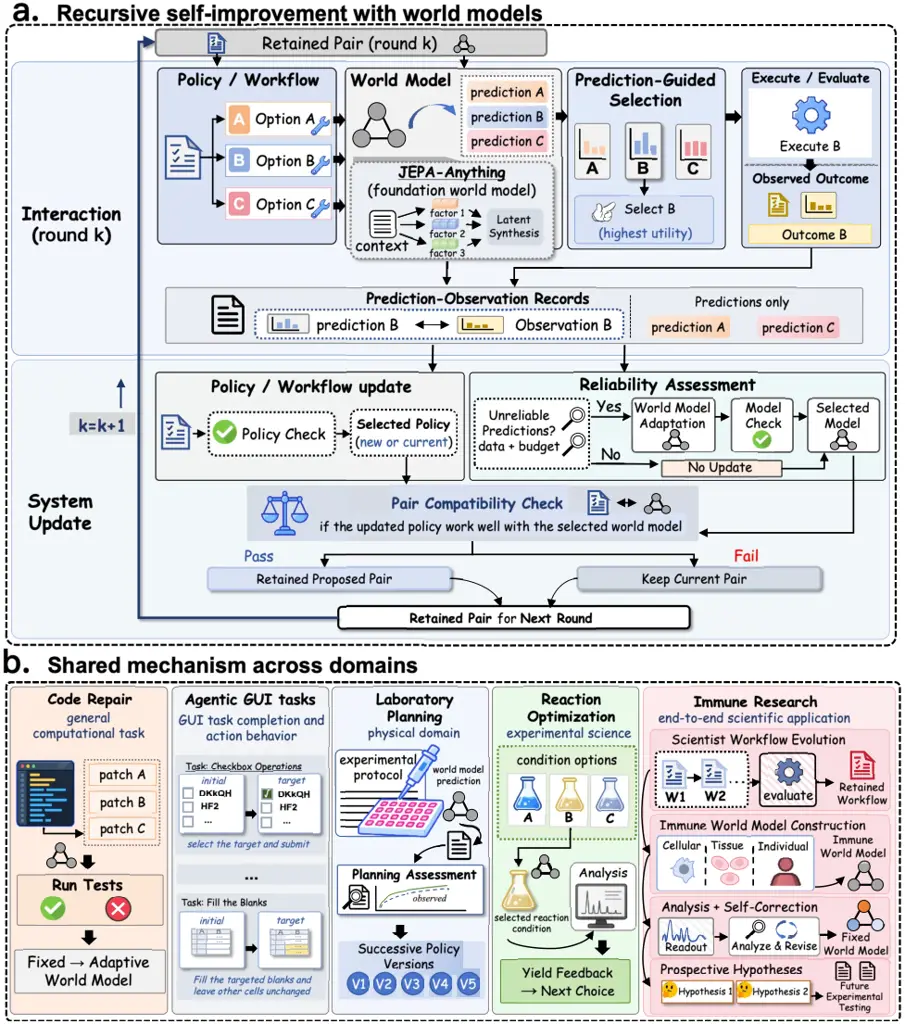 a. Recursive self-improvement with world models
Retained Pair (round k)
Interaction
(round k)
Policy / Workflow
A Option A
B Option B
C Option C
World Model
prediction A
prediction B
prediction C
JEPA-Anything
(foundation world model)
context
factor 1
factor 2
factor 3
Latent
Synthesis
Prediction-Guided
Selection
A
B
C
Select B
(highest utility)
Execute / Evaluate
Execute B
Observed Outcome
Outcome B
Prediction-Observation Records
prediction B
Observation B
Predictions only
prediction A
prediction C
k=k+1
System
Update
Policy / Workflow update
Policy Check
Selected Policy
(new or current)
Reliability Assessment
Unreliable
Predictions?
data + budget
Yes
No
World Model
Adaptation
Model
Check
Selected
Model
No Update
Pair Compatibility Check
if the updated policy work well with the selected world model
Pass
Fail
Retained Proposed Pair
Keep Current Pair
Retained Pair for Next Round
b. Shared mechanism across domains
Code Repair
general
computational task
patch A
patch B
patch C
Run Tests
Fixed → Adaptive
World Model
Agentic GUI tasks
GUI task completion and
action behavior
Task: Checkbox Operations
initial
DKkQH
HF2
...
target
DKkQH
HF2
...
select the target and submit
...
Task: Fill the Blanks
initial
target
Fill the targeted blanks and
leave other cells unchanged
Laboratory
Planning
physical domain
experimental
protocol
world model
prediction
Planning Assessment
observed
Successive Policy
Versions
V1 V2 V3 V4 V5
Reaction
Optimization
experimental science
condition options
A
B
C
selected reaction
condition
Analysis
Yield Feedback
→ Next Choice
Immune Research
end-to-end scientific application
Scientist Workflow Evolution
W1
W2
...
evaluate
Retained
Workflow
Immune World Model Construction
Cellular
Tissue
Individual
Immune
World Model
Analysis + Self-Correction
Readout
Analyze & Revise
Fixed
World Model
Prospective Hypotheses
Hypothesis 1
Hypothesis 2
Future
Experimental
Testing